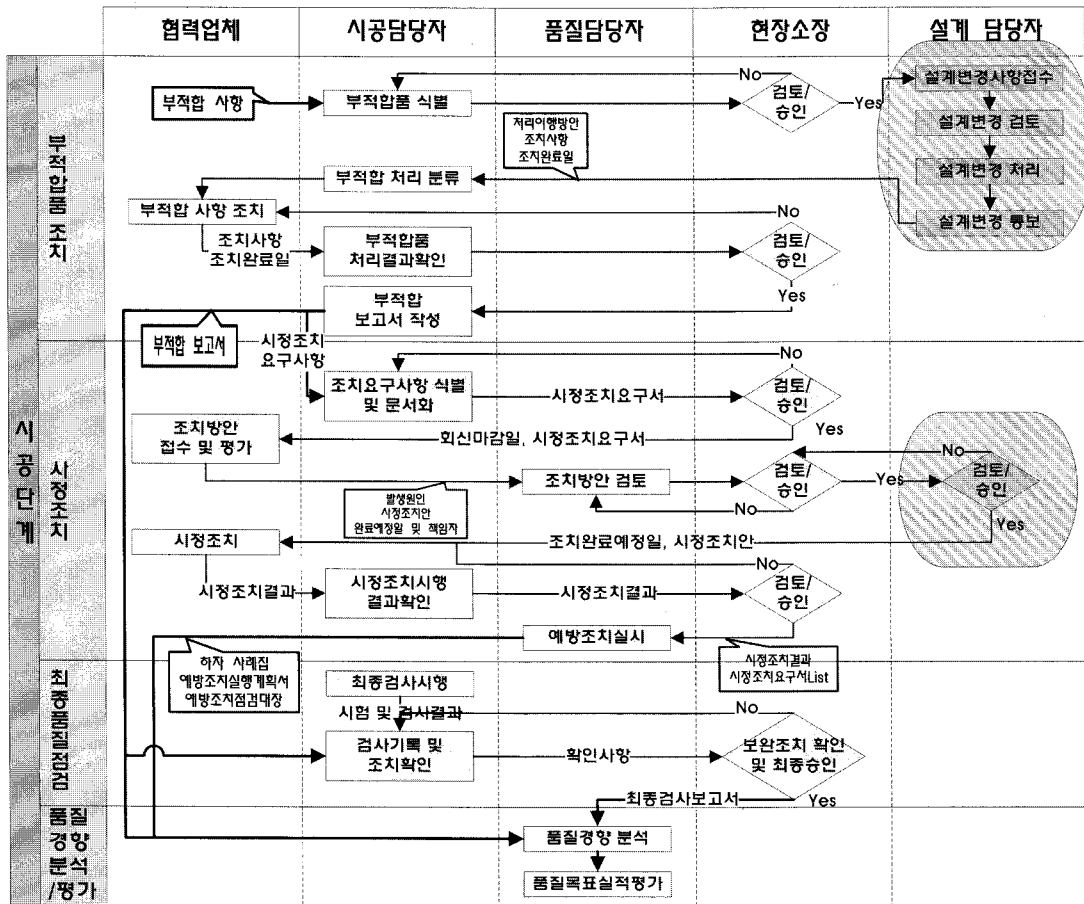 협력업체
시공담당자
품질담당자
현장소장
설계 담당자
시공단계
부적합품 조치
부적합 사항
부적합품 식별
No
검토/
승인
Yes
설계변경사항접수
설계변경 검토
설계변경 처리
설계변경 통보
처리이행방안
조치사항
조치완료일
부적합 처리 분류
부적합 사항 조치
No
조치사항
조치완료일
부적합품
처리결과확인
검토/
승인
Yes
부적합
보고서 작성
부적합 보고서
시정조치
요구사항
사정조치
No
조치요구사항 식별
및 문서화
시정조치요구서
검토/
승인
Yes
조치방안
접수 및 평가
회신마감일, 시정조치요구서
No
조치방안 검토
검토/
승인
Yes
검토/
승인
No
Yes
발생원인
시정조치안
완료예정일 및 책임자
시정조치
조치완료예정일, 시정조치안
No
시정조치결과
시정조치시행
결과확인
시정조치결과
검토/
승인
예방조치실시
하자 사례집
예방조치실행계획서
예방조치점검대장
시정조치결과
시정조치요구서List
최종품질점검
최종검사시행
시험 및 검사결과
No
검사기록 및
조치확인
확인사항
보완조치 확인
및 최종승인
최종검사보고서
Yes
품질
경향
분석
/평가
품질경향 분석
품질목표실적평가